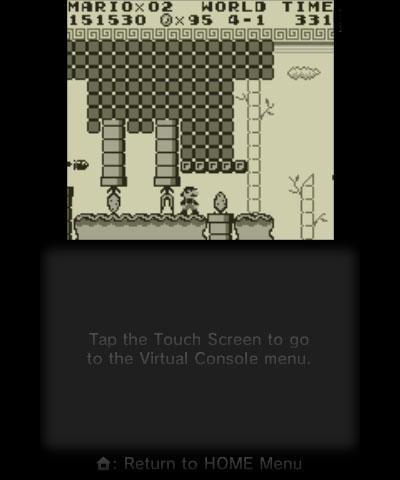 MARIO×02 WORLD TIME
151530 ×95 4-1 331
Tap the Touch Screen to go
to the Virtual Console menu.
: Return to HOME Menu